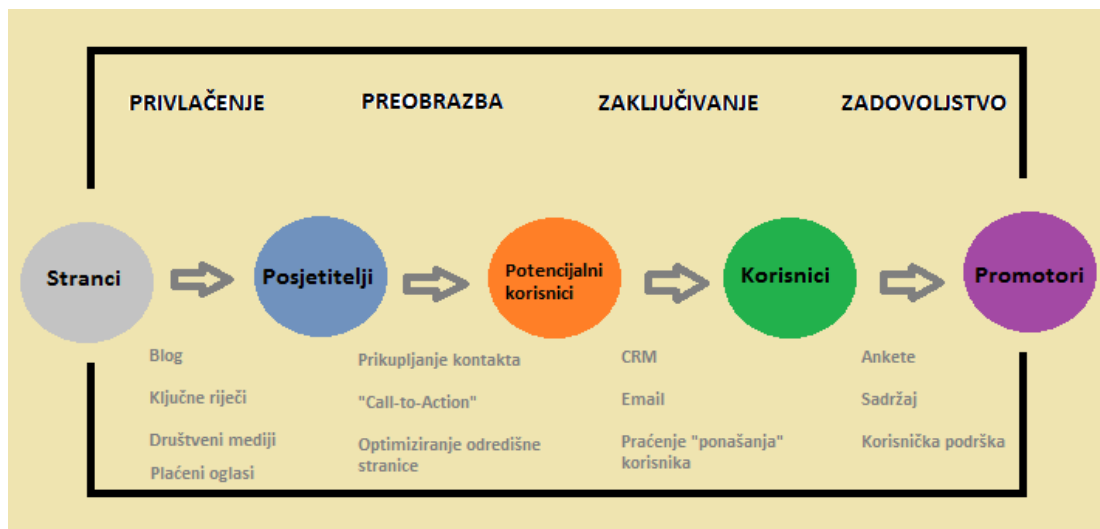 PRIVLAČENJE
PREOBRAZBA
ZAKLJUČIVANJE
ZADOVOLJSTVO
Stranci
Posjetitelji
Potencijalni
korisnici
Korisnici
Promotori
Blog
Ključne riječi
Društveni mediji
Plaćeni oglasi
Prikupljanje kontakta
"Call-to-Action"
Optimiziranje odredišne
stranice
CRM
Email
Praćenje "ponašanja"
korisnika
Ankete
Sadržaj
Korisnička podrška